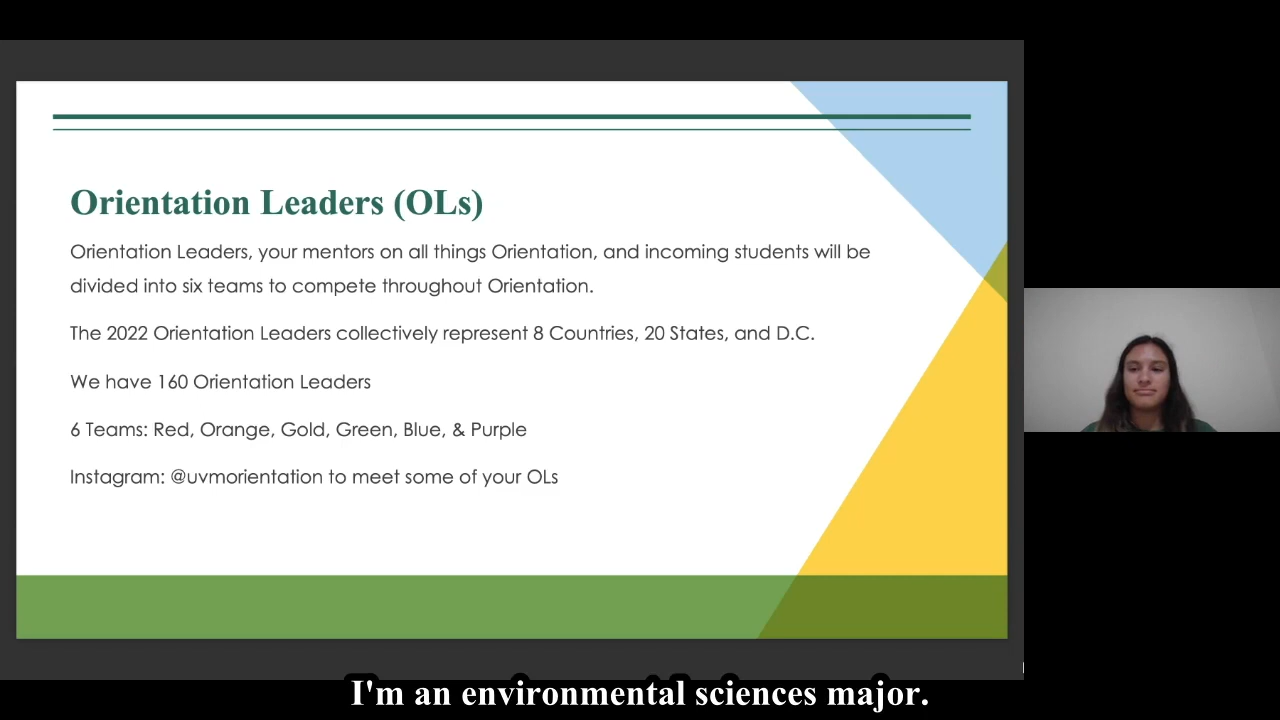 Orientation Leaders (OLs)
Orientation Leaders, your mentors on all things Orientation, and incoming students will be
divided into six teams to compete throughout Orientation.
The 2022 Orientation Leaders collectively represent 8 Countries, 20 States, and D.C.
We have 160 Orientation Leaders
6 Teams: Red, Orange, Gold, Green, Blue, & Purple
Instagram: @uvmorientation to meet some of your OLs
I'm an environmental sciences major.